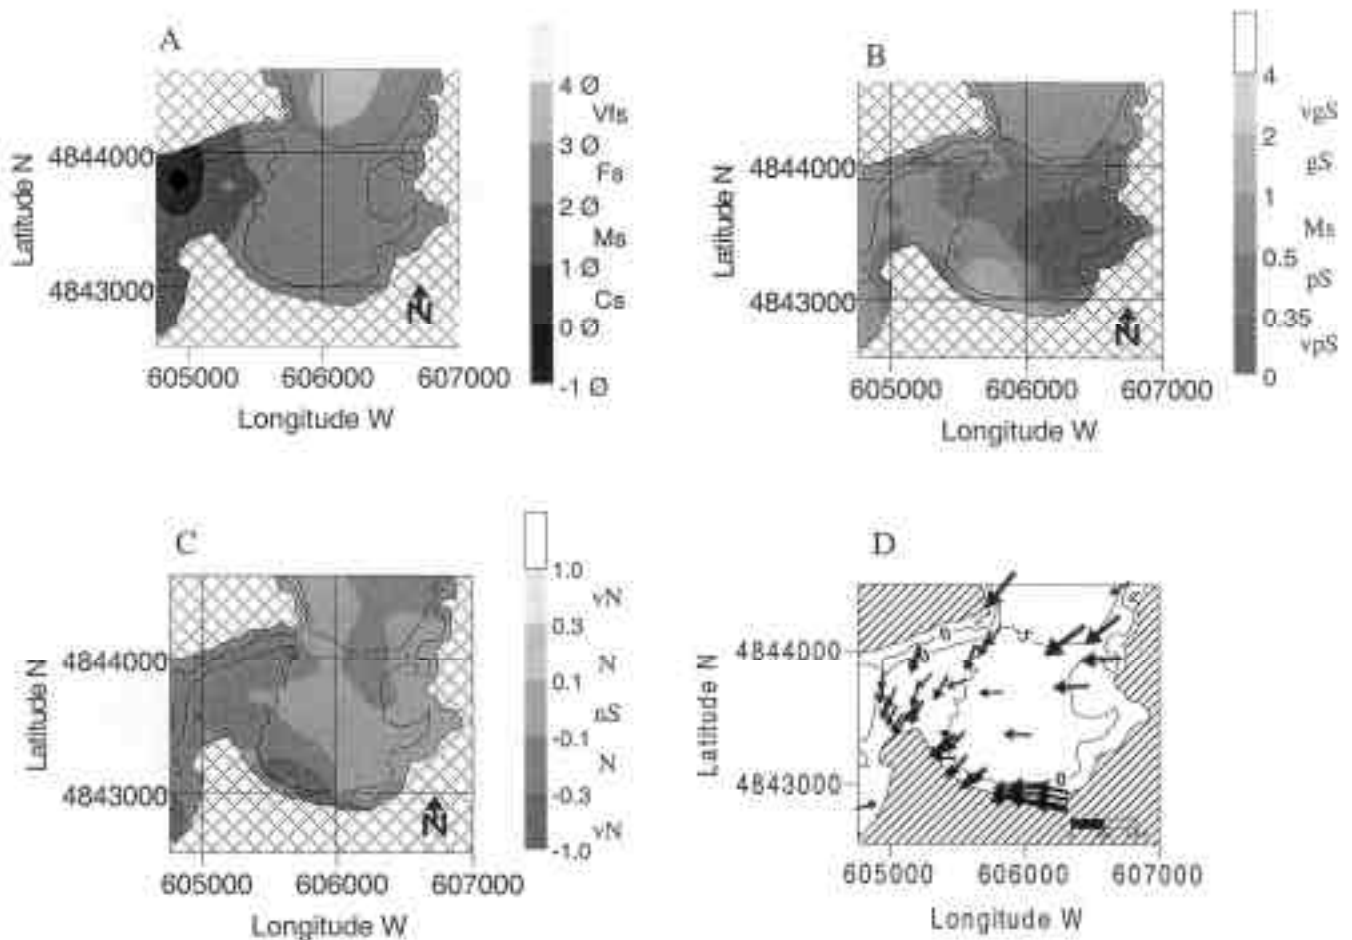 A
4 Ø
Vfs
3 Ø
Fs
2 Ø
Ms
1 Ø
Cs
0 Ø
-1 Ø
4844000
4843000
Latitude N
605000 606000 607000
Longitude W
N
B
4
vgS
2
gS
1
Ms
0.5
pS
0.35
vpS
0
4844000
4843000
Latitude N
605000 606000 607000
Longitude W
N
C
1.0
vN
0.3
N
0.1
nS
-0.1
N
-0.3
vN
-1.0
4844000
4843000
Latitude N
605000 606000 607000
Longitude W
N
D
4844000
4843000
Latitude N
0
0
605000 606000 607000
Longitude W